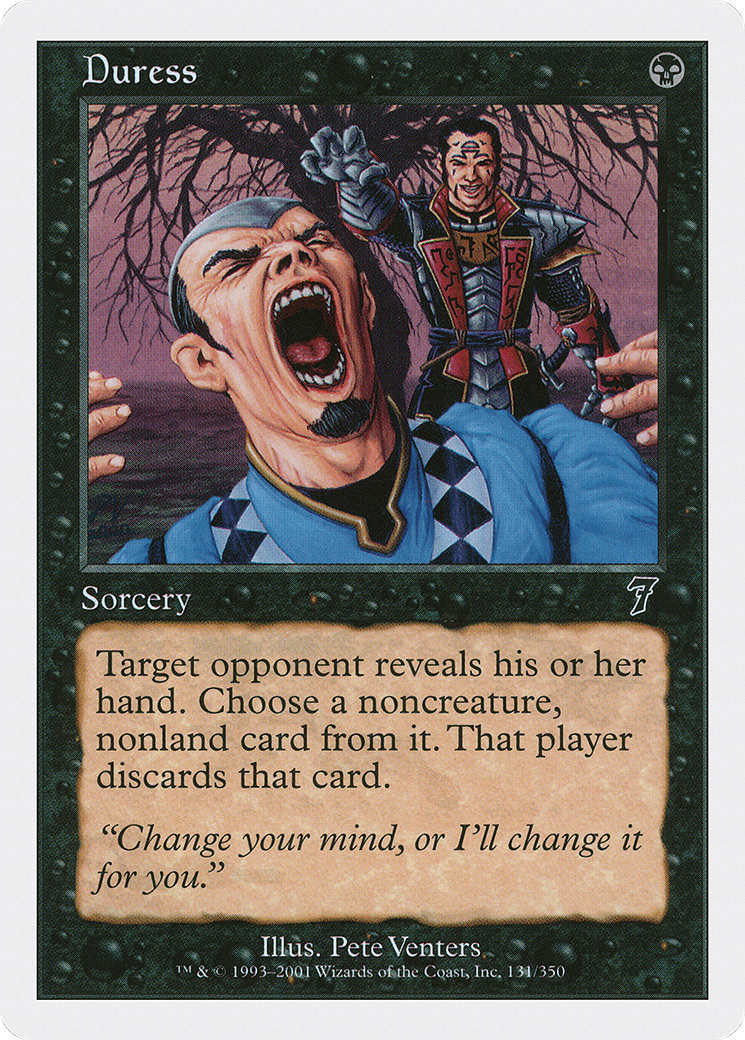 Duress
Sorcery
7
Target opponent reveals his or her
hand. Choose a noncreature,
nonland card from it. That player
discards that card.
“Change your mind, or I’ll change it
for you.”
Illus. Pete Venters
™ & © 1993–2001 Wizards of the Coast, Inc. 131/350